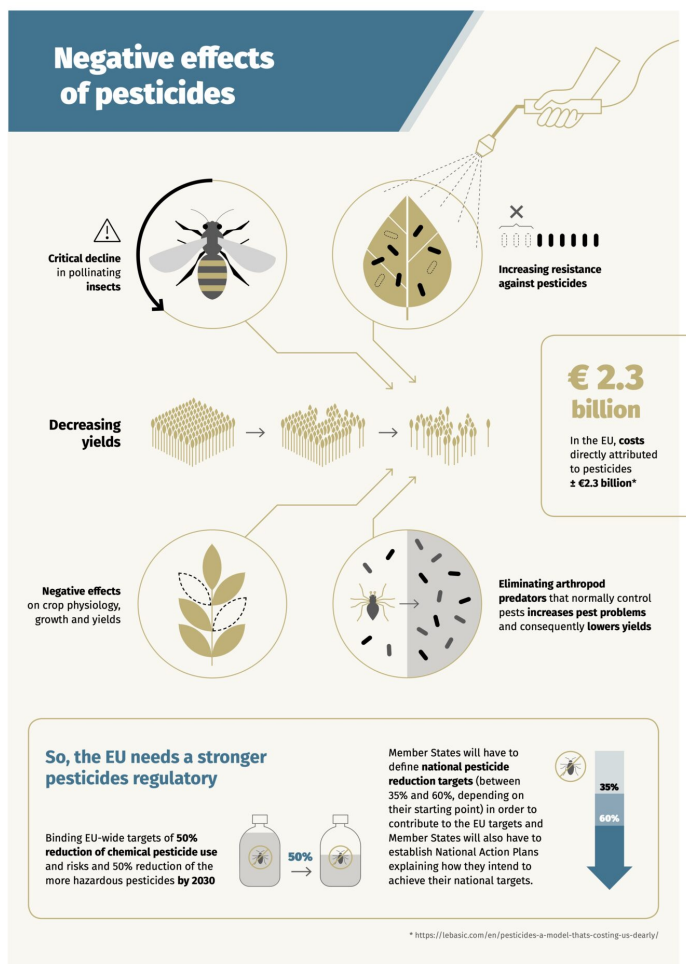 Negative effects
of pesticides
Critical decline
in pollinating
insects
Increasing resistance
against pesticides
€ 2.3
billion
In the EU, costs
directly attributed
to pesticides
± €2.3 billion*
Decreasing
yields
Negative effects
on crop physiology,
growth and yields
Eliminating arthropod
predators that normally control
pests increases pest problems
and consequently lowers yields
So, the EU needs a stronger
pesticides regulatory
Binding EU-wide targets of 50%
reduction of chemical pesticide use
and risks and 50% reduction of the
more hazardous pesticides by 2030
50%
Member States will have to
define national pesticide
reduction targets (between
35% and 60%, depending on
their starting point) in order to
contribute to the EU targets and
Member States will also have to
establish National Action Plans
explaining how they intend to
achieve their national targets.
35%
60%
* https://lebasic.com/en/pesticides-a-model-thats-costing-us-dearly/